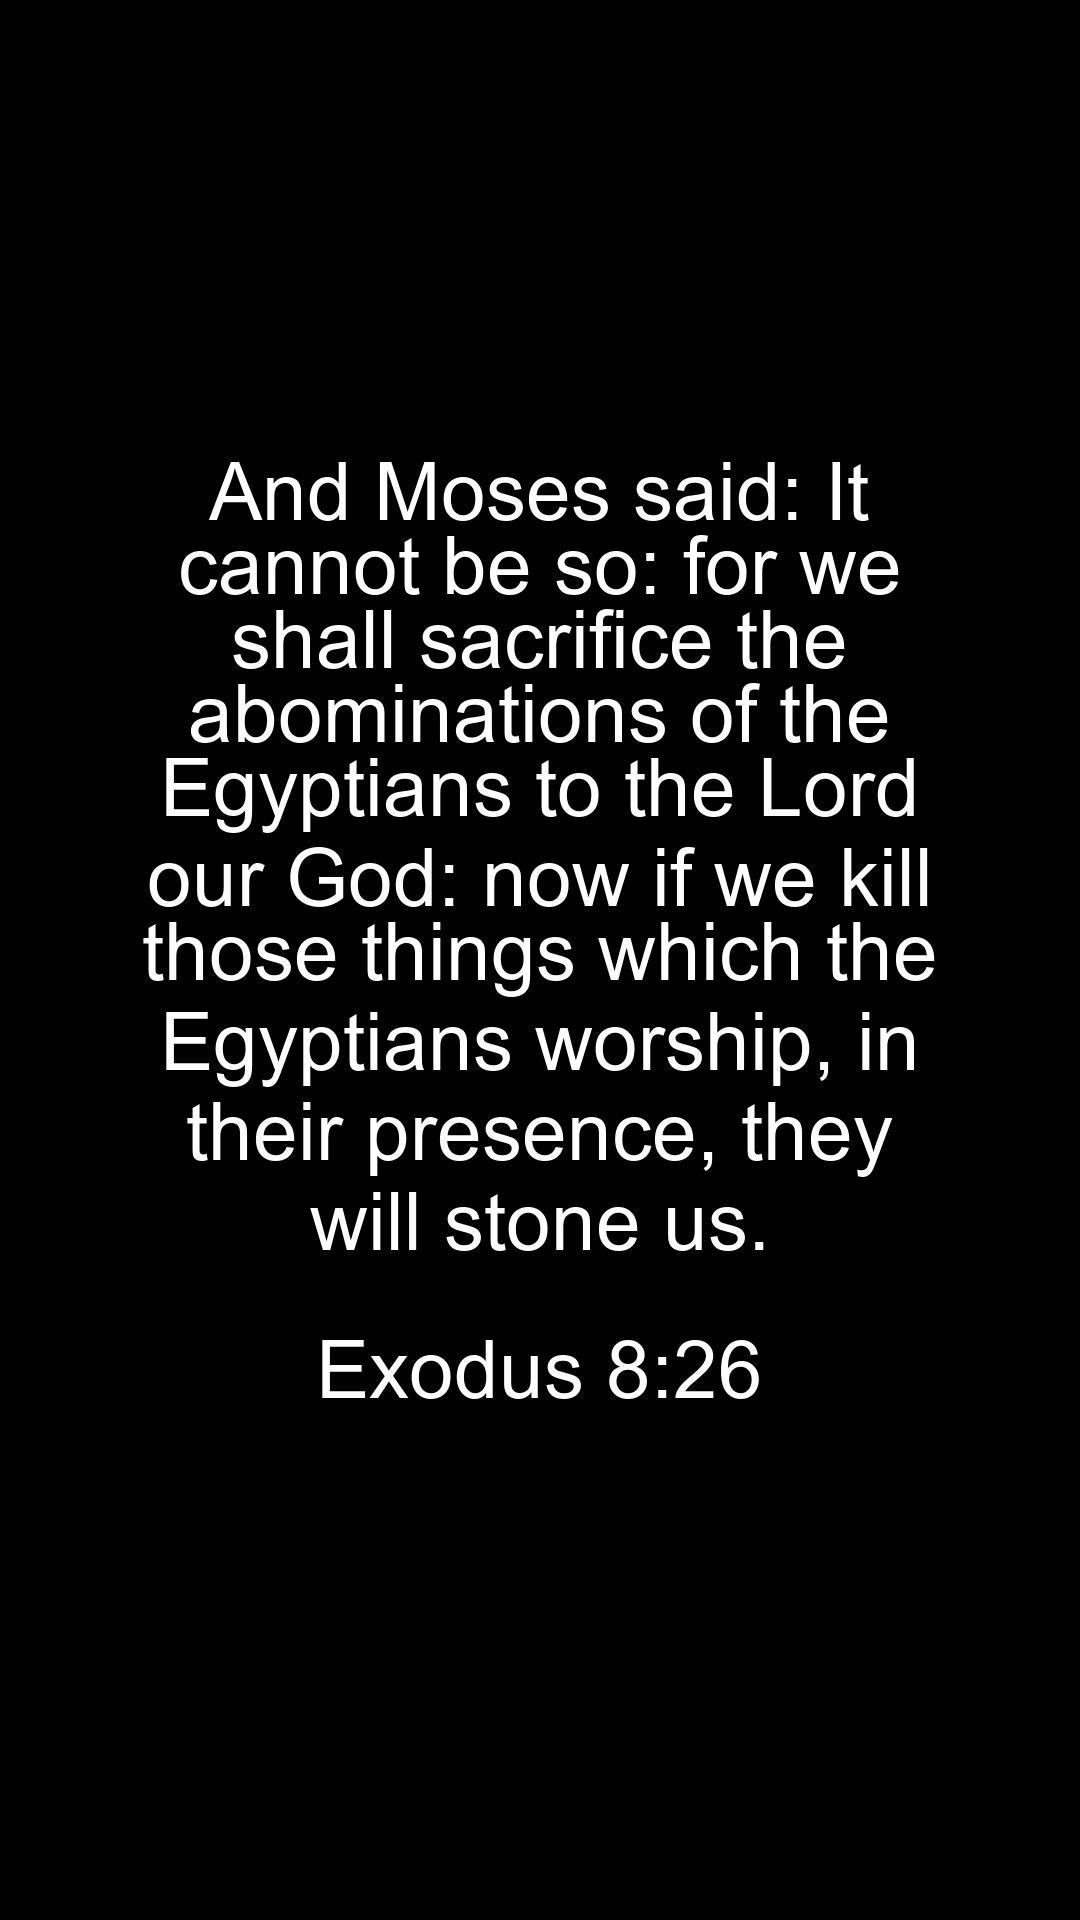 And Moses said: It
cannot be so: for we
shall sacrifice the
abominations of the
Egyptians to the Lord
our God: now if we kill
those things which the
Egyptians worship, in
their presence, they
will stone us.
Exodus 8:26